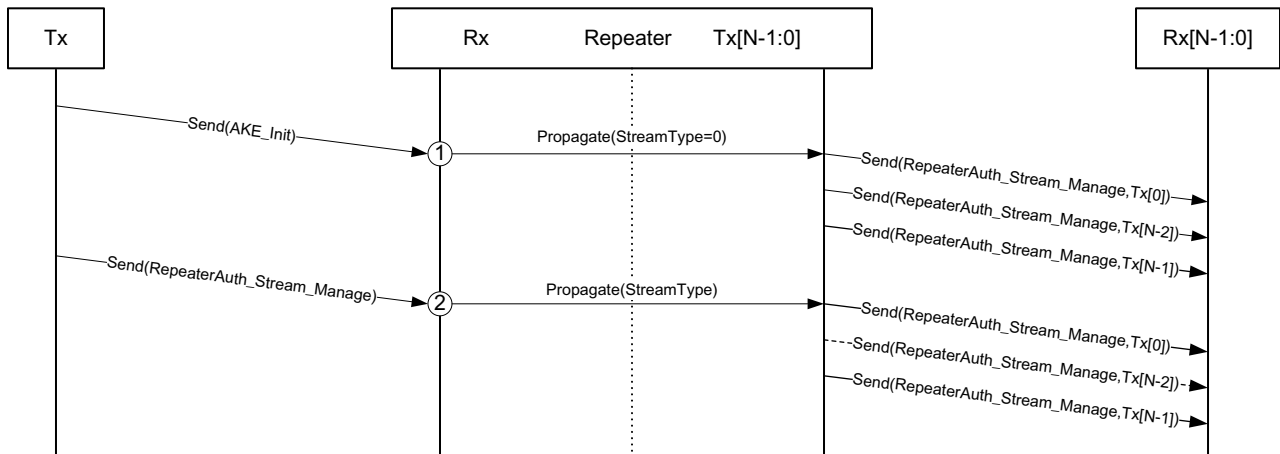 Tx
Rx Repeater Tx[N-1:0]
Rx[N-1:0]
Send(AKE_Init)
1
Propagate(StreamType=0)
Send(RepeaterAuth_Stream_Manage,Tx[0])
Send(RepeaterAuth_Stream_Manage,Tx[N-2])
Send(RepeaterAuth_Stream_Manage,Tx[N-1])
Send(RepeaterAuth_Stream_Manage)
2
Propagate(StreamType)
Send(RepeaterAuth_Stream_Manage,Tx[0])
Send(RepeaterAuth_Stream_Manage,Tx[N-2])
Send(RepeaterAuth_Stream_Manage,Tx[N-1])